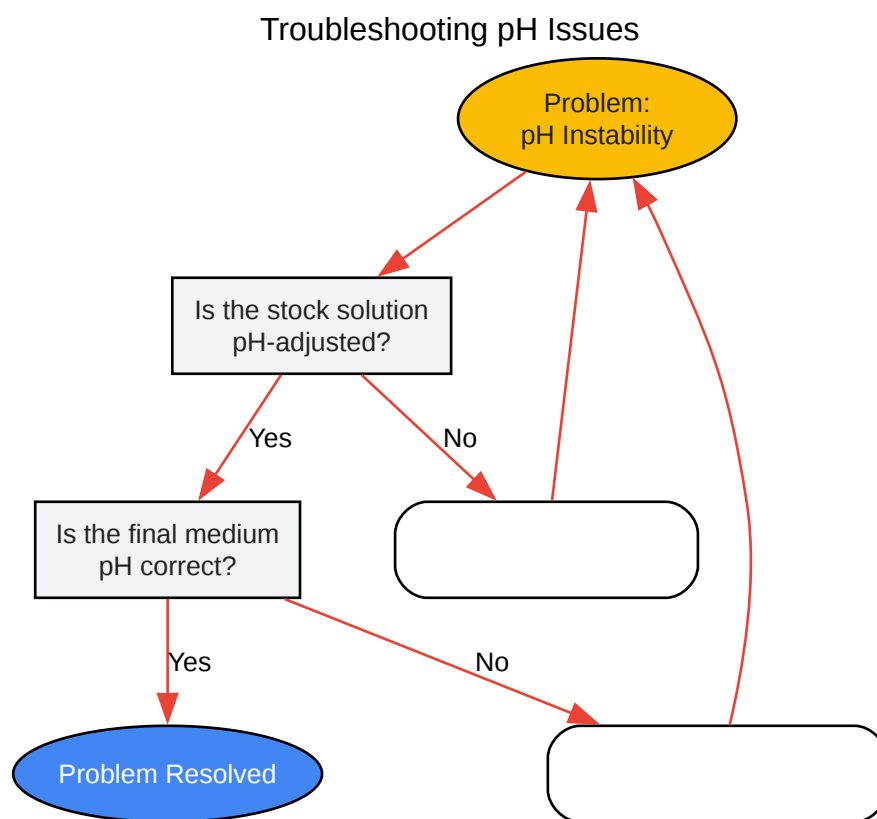 Troubleshooting pH Issues
Problem:
pH Instability
Is the stock solution
pH-adjusted?
Yes
No
Is the final medium
pH correct?
Yes
No
Problem Resolved